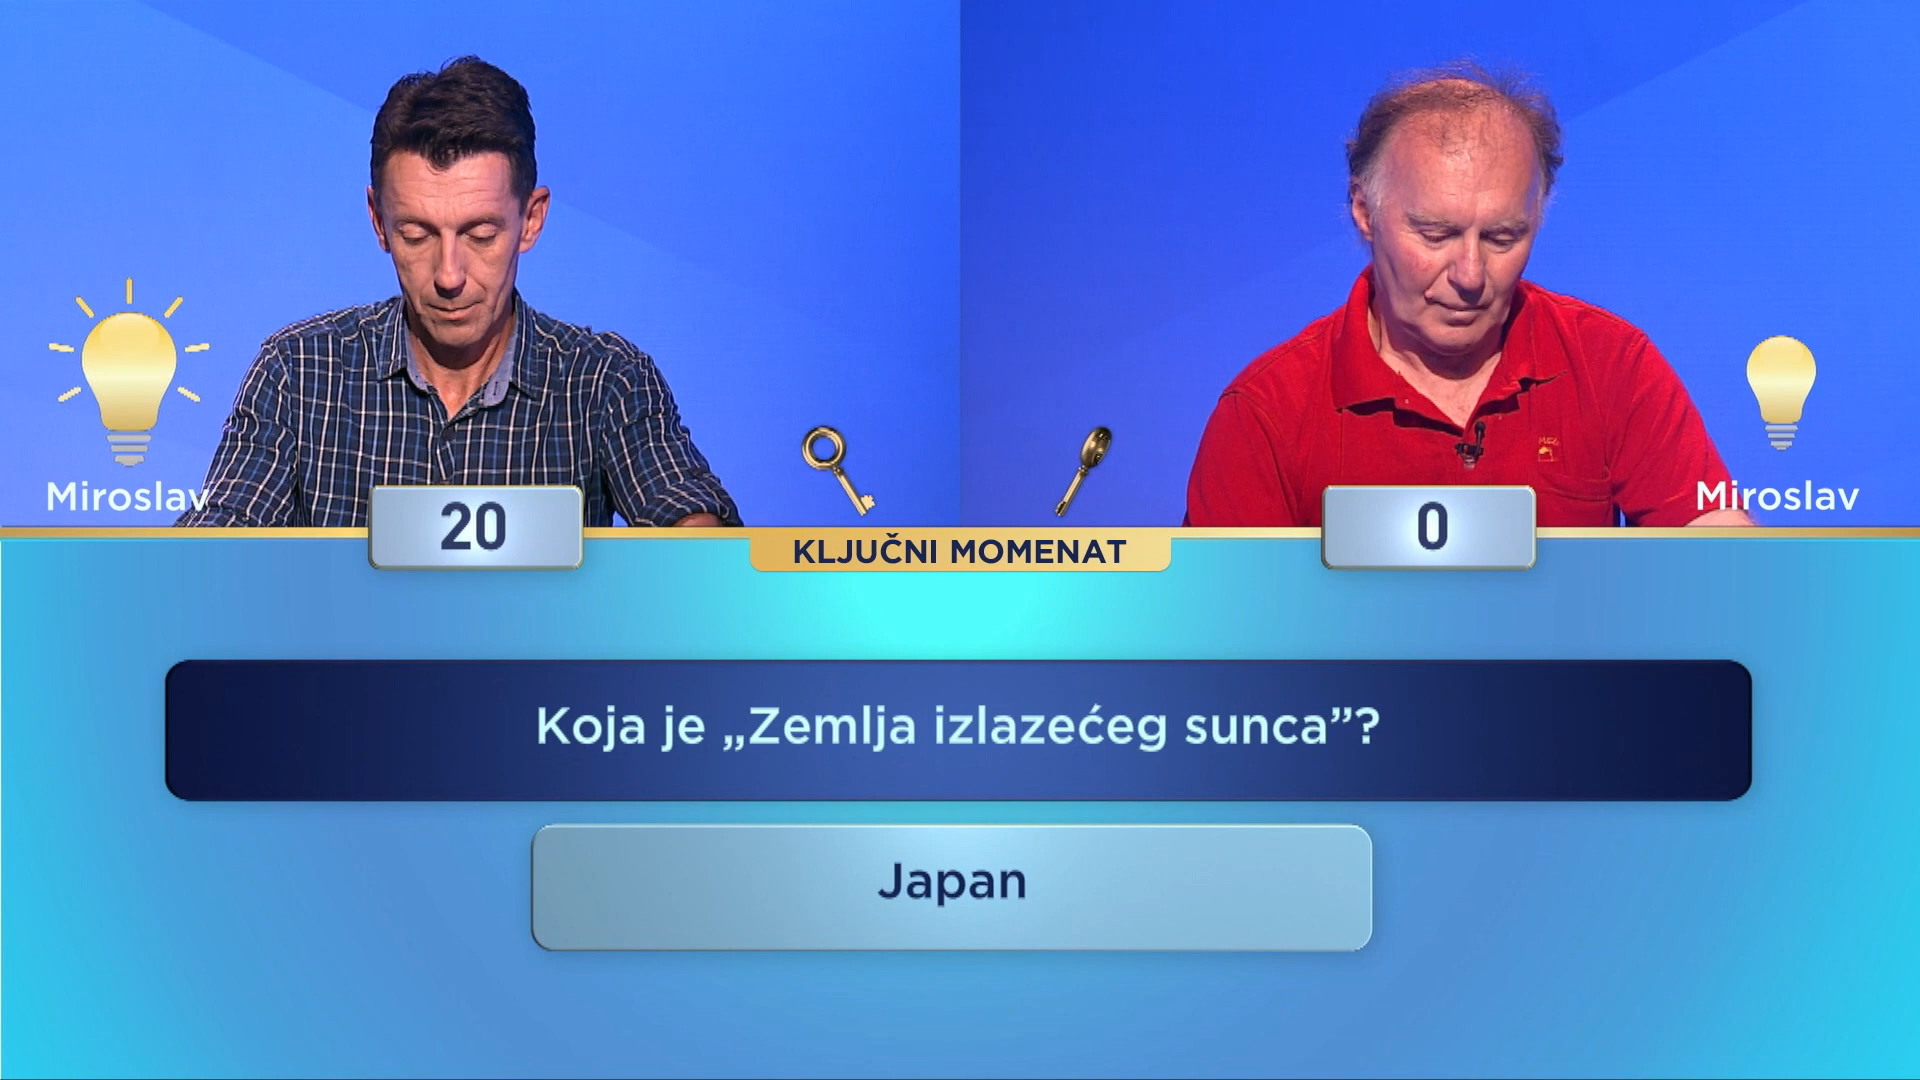 Miroslav
Miroslav
20
0
KLJUČNI MOMENAT
Koja je „Zemlja izlazećeg sunca”?
Japan